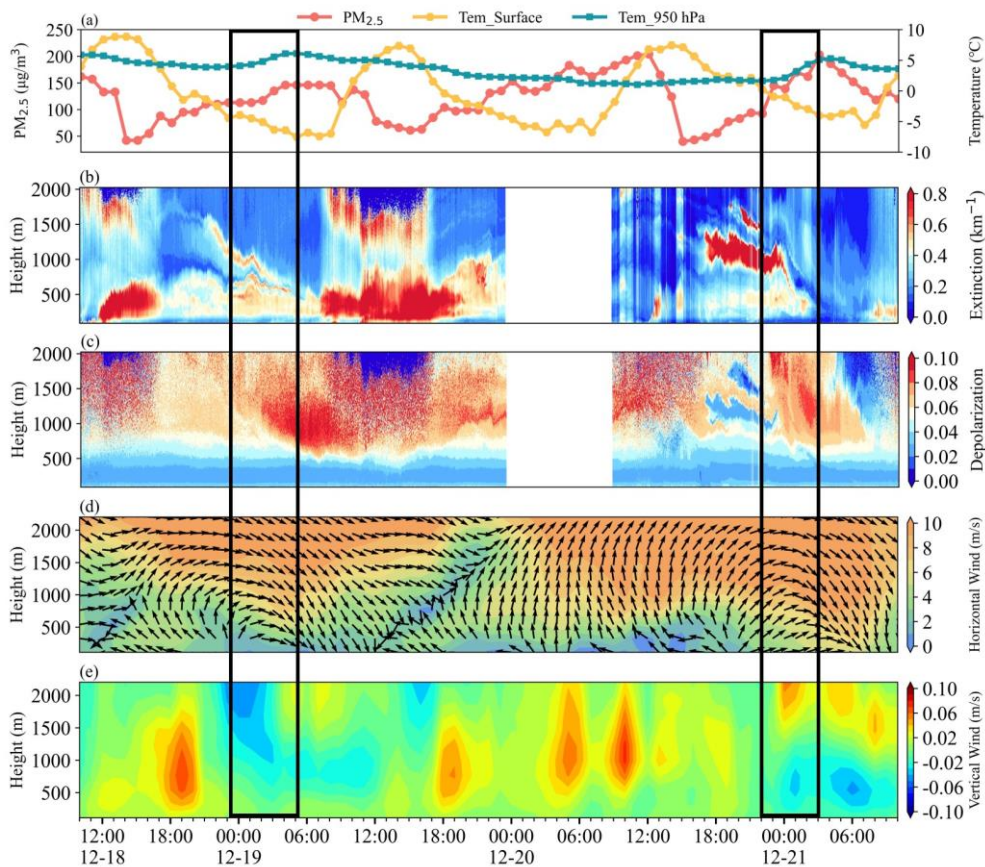 PM2.5 Tem_Surface Tem_950 hPa
(a)
PM2.5 (μg/m³)
250
200
150
100
50
10
5
0
-5
-10
Temperature (℃)
(b)
Height (m)
2000
1500
1000
500
0.8
0.6
0.4
0.2
0.0
Extinction (km⁻¹)
(c)
Height (m)
2000
1500
1000
500
0.10
0.08
0.06
0.04
0.02
0.00
Depolarization
(d)
Height (m)
2000
1500
1000
500
10
8
6
4
2
0
Horizontal Wind (m/s)
(e)
Height (m)
2000
1500
1000
500
0.10
0.06
0.02
-0.02
-0.06
-0.10
Vertical Wind (m/s)
12:00 18:00 00:00 06:00 12:00 18:00 00:00 06:00 12:00 18:00 00:00 06:00
12-18 12-19 12-20 12-21